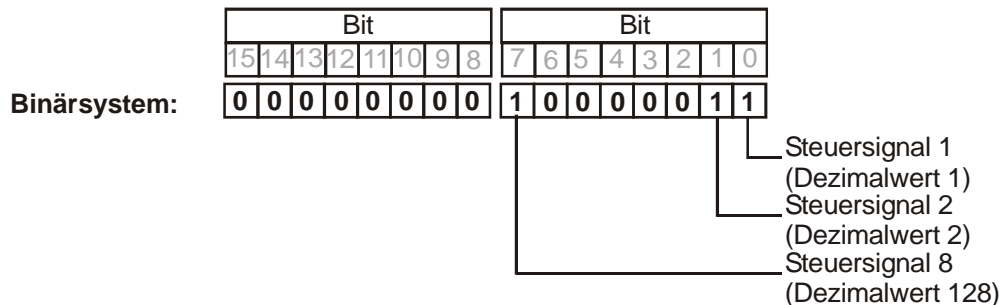 Bit Bit
15 14 13 12 11 10 9 8 7 6 5 4 3 2 1 0
Binärsystem: 0 0 0 0 0 0 0 0 1 0 0 0 0 0 1 1
Steuersignal 1
(Dezimalwert 1)
Steuersignal 2
(Dezimalwert 2)
Steuersignal 8
(Dezimalwert 128)